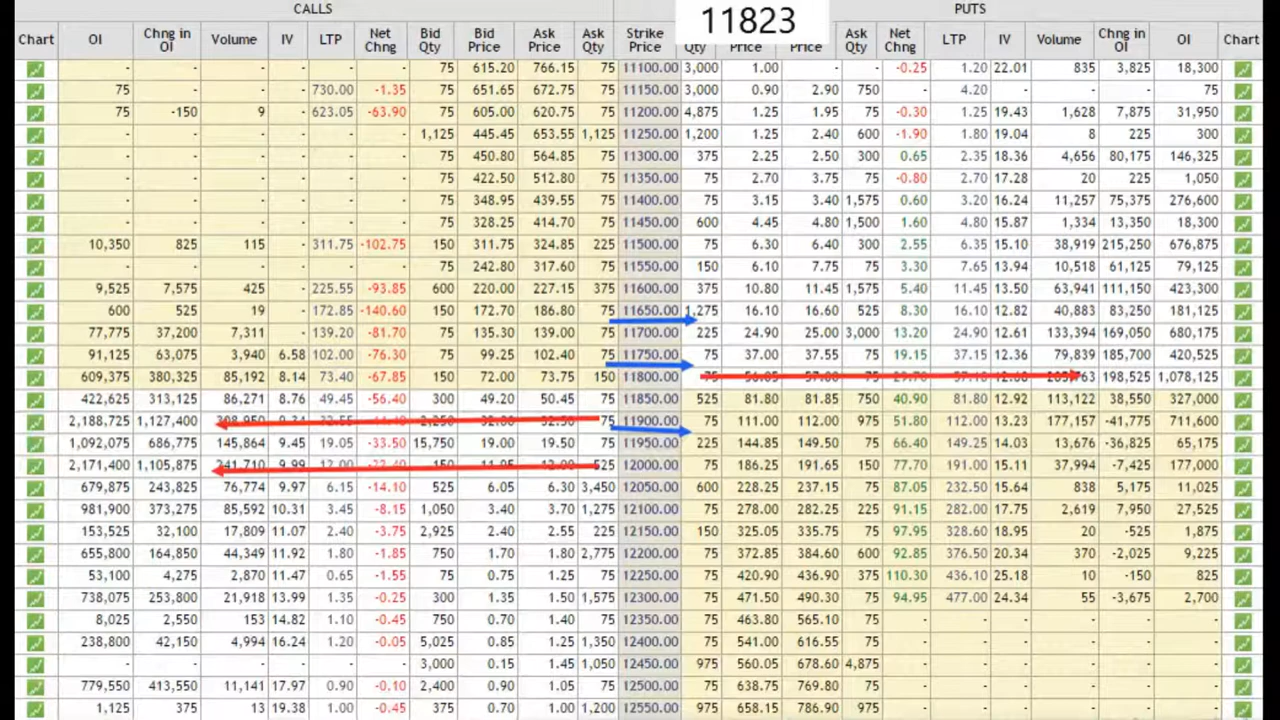 CALLS 11823 PUTS
Chart OI Chng in OI Volume IV LTP Net Chng Bid Qty Bid Price Ask Price Ask Qty Strike Price Qty Price Price Ask Qty Net Chng LTP IV Volume Chng in OI OI Chart
- - - - - - 75 615.20 766.15 75 11100.00 3,000 1.00 - - -0.25 1.20 22.01 835 3,825 18,300
75 - - - 730.00 -1.35 75 651.65 672.75 75 11150.00 3,000 0.90 2.90 750 - 4.20 - - - 75
75 -150 9 - 623.05 -63.90 75 605.00 620.75 75 11200.00 4,875 1.25 1.95 75 -0.30 1.25 19.43 1,628 7,875 31,950
- - - - - - 1,125 445.45 653.55 1,125 11250.00 1,200 1.25 2.40 600 -1.90 1.80 19.04 8 225 300
- - - - - - 75 450.80 564.85 75 11300.00 375 2.25 2.50 300 0.65 2.35 18.36 4,656 80,175 146,325
- - - - - - 75 422.50 512.80 75 11350.00 75 2.70 3.75 75 -0.80 2.70 17.28 20 225 1,050
- - - - - - 75 348.95 439.55 75 11400.00 75 3.15 3.40 1,575 0.60 3.20 16.24 11,257 75,375 276,600
- - - - - - 75 328.25 414.70 75 11450.00 600 4.45 4.80 1,500 1.60 4.80 15.87 1,334 13,350 18,300
10,350 825 115 - 311.75 -102.75 150 311.75 324.85 225 11500.00 75 6.30 6.40 300 2.55 6.35 15.10 38,919 215,250 676,875
- - - - - - 75 242.80 317.60 75 11550.00 150 6.10 7.75 75 3.30 7.65 13.94 10,518 61,125 79,125
9,525 7,575 425 - 225.55 -93.85 600 220.00 227.15 375 11600.00 375 10.80 11.45 1,575 5.40 11.45 13.50 63,941 111,150 423,300
600 525 19 - 172.85 -140.60 150 172.70 186.80 75 11650.00 1,275 16.10 16.60 525 8.30 16.10 12.82 40,883 83,250 181,125
77,775 37,200 7,311 - 139.20 -81.70 75 135.30 139.00 75 11700.00 225 24.90 25.00 3,000 13.20 24.90 12.61 133,394 169,050 680,175
91,125 63,075 3,940 6.58 102.00 -76.30 75 99.25 102.40 75 11750.00 75 37.00 37.55 75 19.15 37.15 12.36 79,839 185,700 420,525
609,375 380,325 85,192 8.14 73.40 -67.85 150 72.00 73.75 150 11800.00 198,525 1,078,125
422,625 313,125 85,596 8.76 49.45 -56.40 300 49.20 50.45 75 11850.00 525 81.80 81.85 750 40.90 81.80 12.92 113,122 38,550 327,000
2,188,725 1,127,400 75 11900.00 75 111.00 112.00 975 51.80 112.00 13.23 177,157 -41,775 711,600
1,092,075 686,775 145,864 9.45 19.05 -33.50 15,750 19.00 19.50 75 11950.00 225 144.85 149.50 75 66.40 149.25 14.03 13,676 -36,825 65,175
2,171,400 1,105,875 12000.00 75 186.25 191.65 150 77.70 191.00 15.11 37,994 -7,425 177,000
679,875 243,825 76,774 9.97 6.15 -14.10 525 6.05 6.30 3,450 12050.00 600 228.25 237.15 75 87.05 232.50 15.64 838 5,175 11,025
981,900 373,275 85,592 10.31 3.45 -8.15 1,050 3.40 3.70 1,275 12100.00 75 278.00 282.25 225 91.15 282.00 17.75 2,619 7,950 27,525
153,525 32,100 17,809 11.07 2.40 -3.75 2,925 2.40 2.55 225 12150.00 150 325.05 335.75 75 97.95 328.60 18.95 20 -525 1,875
655,800 164,850 44,349 11.92 1.80 -1.85 750 1.70 1.80 2,775 12200.00 75 372.85 384.60 600 92.85 376.50 20.34 370 -2,025 9,225
53,100 4,275 2,870 11.47 0.65 -1.55 75 0.75 1.25 75 12250.00 75 420.90 436.90 375 110.30 436.10 25.18 10 -150 825
738,075 253,800 21,918 13.99 1.35 -0.25 300 1.35 1.50 1,575 12300.00 75 471.50 490.30 75 94.95 477.00 24.34 55 -3,675 2,700
8,025 2,550 153 14.82 1.10 -0.45 750 0.70 1.40 75 12350.00 75 463.80 565.10 75 - - - - - -
238,800 42,150 4,994 16.24 1.20 -0.05 5,025 0.85 1.25 1,350 12400.00 75 541.00 616.55 75 - - - - - -
- - - - - - 3,000 0.15 1.45 1,050 12450.00 975 560.05 678.60 4,875 - - - - - -
779,550 413,550 11,141 17.97 0.90 -0.10 2,400 0.90 1.05 75 12500.00 75 638.75 769.80 75 - - - - - -
1,125 375 13 19.38 1.00 -0.45 375 0.70 1.00 1,200 12550.00 975 658.15 786.90 975 - - - - - -